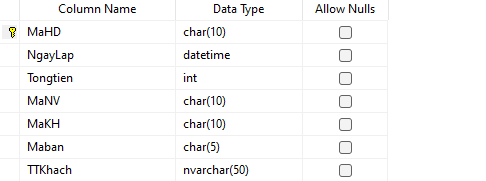 Column Name Data Type Allow Nulls
MaHD char(10)
NgayLap datetime
Tongtien int
MaNV char(10)
MaKH char(10)
Maban char(5)
TTKhach nvarchar(50)